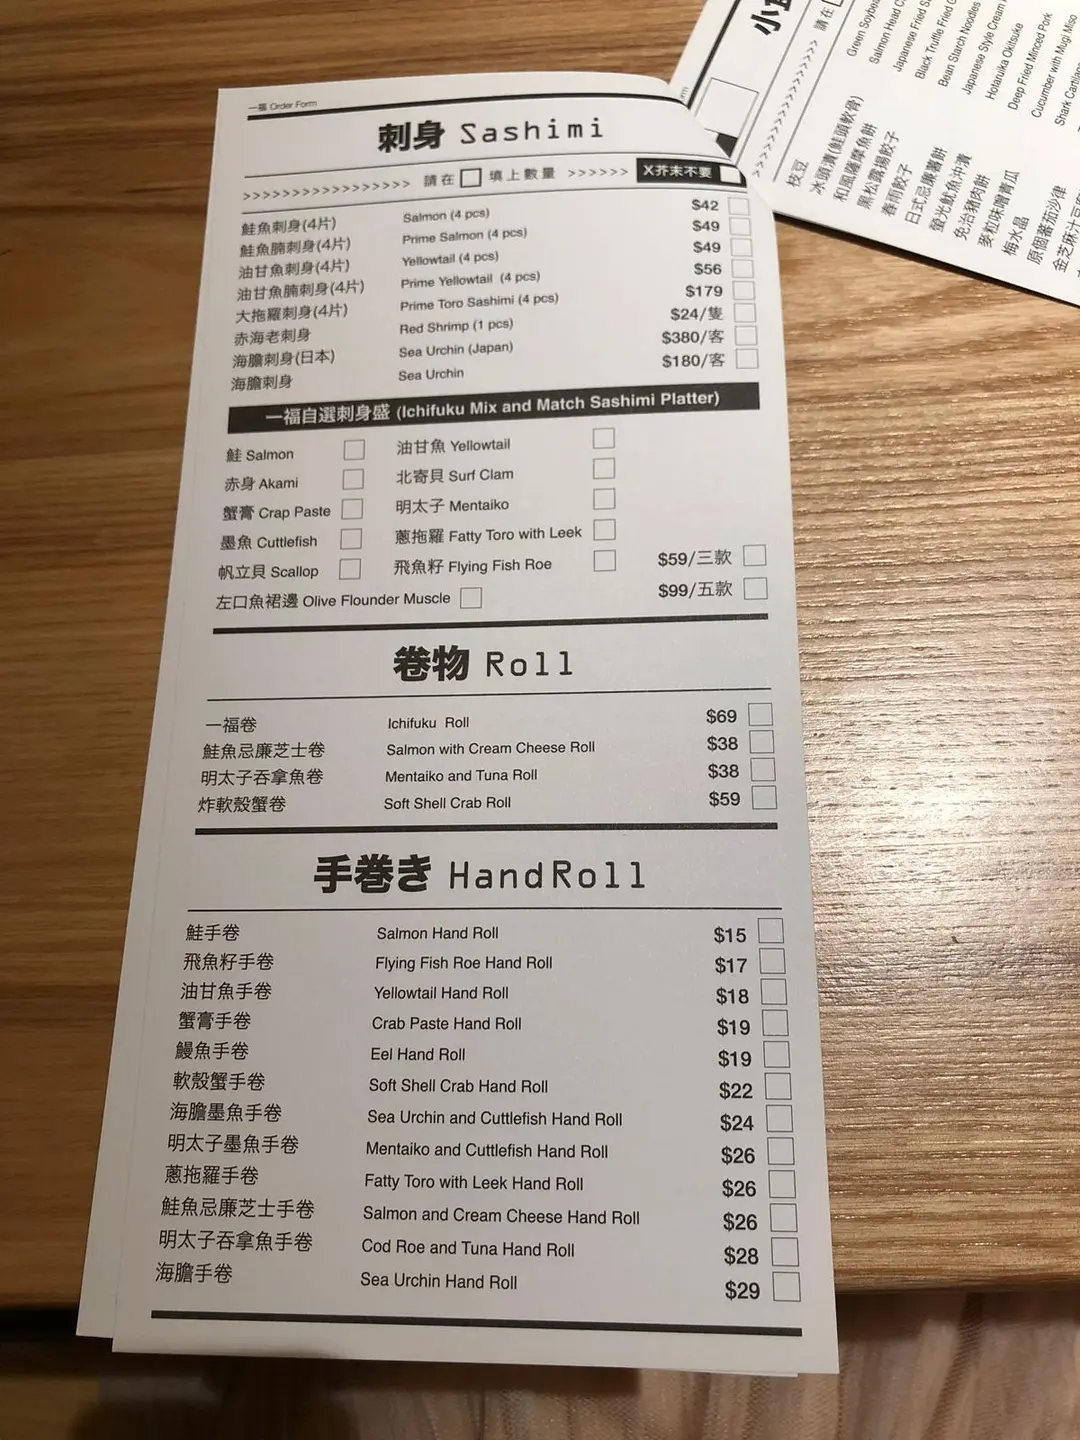 一福 Order Form
刺身 Sashimi
>>>>>>>>>>>>>>>>>> 請在 □ 填上數量 >>>>>> X芥末不要
鮭魚刺身(4片) Salmon (4 pcs) $42
鮭魚腩刺身(4片) Prime Salmon (4 pcs) $49
油甘魚刺身(4片) Yellowtail (4 pcs) $49
油甘魚腩刺身(4片) Prime Yellowtail (4 pcs) $56
大拖羅刺身(4片) Prime Toro Sashimi (4 pcs) $179
赤海老刺身 Red Shrimp (1 pcs) $24/隻
海膽刺身(日本) Sea Urchin (Japan) $380/客
海膽刺身 Sea Urchin $180/客
一福自選刺身盛 (Ichifuku Mix and Match Sashimi Platter)
鮭 Salmon 油甘魚 Yellowtail
赤身 Akami 北寄貝 Surf Clam
蟹膏 Crap Paste 明太子 Mentaiko
墨魚 Cuttlefish 蔥拖羅 Fatty Toro with Leek
帆立貝 Scallop 飛魚籽 Flying Fish Roe $59/三款
左口魚裙邊 Olive Flounder Muscle $99/五款
卷物 Roll
一福卷 Ichifuku Roll $69
鮭魚忌廉芝士卷 Salmon with Cream Cheese Roll $38
明太子吞拿魚卷 Mentaiko and Tuna Roll $38
炸軟殼蟹卷 Soft Shell Crab Roll $59
手巻き HandRoll
鮭手卷 Salmon Hand Roll $15
飛魚籽手卷 Flying Fish Roe Hand Roll $17
油甘魚手卷 Yellowtail Hand Roll $18
蟹膏手卷 Crab Paste Hand Roll $19
鰻魚手卷 Eel Hand Roll $19
軟殼蟹手卷 Soft Shell Crab Hand Roll $22
海膽墨魚手卷 Sea Urchin and Cuttlefish Hand Roll $24
明太子墨魚手卷 Mentaiko and Cuttlefish Hand Roll $26
蔥拖羅手卷 Fatty Toro with Leek Hand Roll $26
鮭魚忌廉芝士手卷 Salmon and Cream Cheese Hand Roll $26
明太子吞拿魚手卷 Cod Roe and Tuna Hand Roll $28
海膽手卷 Sea Urchin Hand Roll $29
小
請在
枝豆 Green Soybea
冰頭漬(鮭頭軟骨) Salmon Head C
和風薩摩魚餅 Japanese Fried S
黑松露揚餃子 Black Truffle Fried G
春雨餃子 Bean Starch Noodles
日式忌廉薯餅 Japanese Style Cream
螢光魷魚沖漬 Hotaruika Okitsuke
免治豬肉餅 Deep Fried Minced Pork
麥粒味噌青瓜 Cucumber with Mugi Miso
梅水晶 Shark Cartilage
原個蕃茄沙律
金芝麻汁豆腐